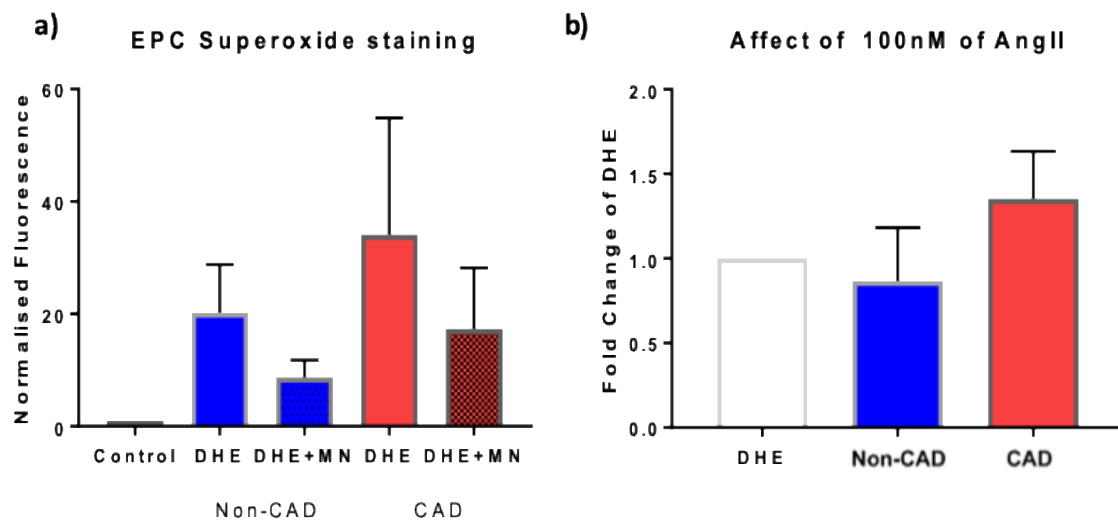 a)
EPC Superoxide staining
Normalised Fluorescence
60
40
20
0
Control DHE DHE+MN DHE DHE+MN
Non-CAD CAD
b)
Affect of 100nM of AngII
Fold Change of DHE
2.0
1.5
1.0
0.5
0.0
DHE Non-CAD CAD